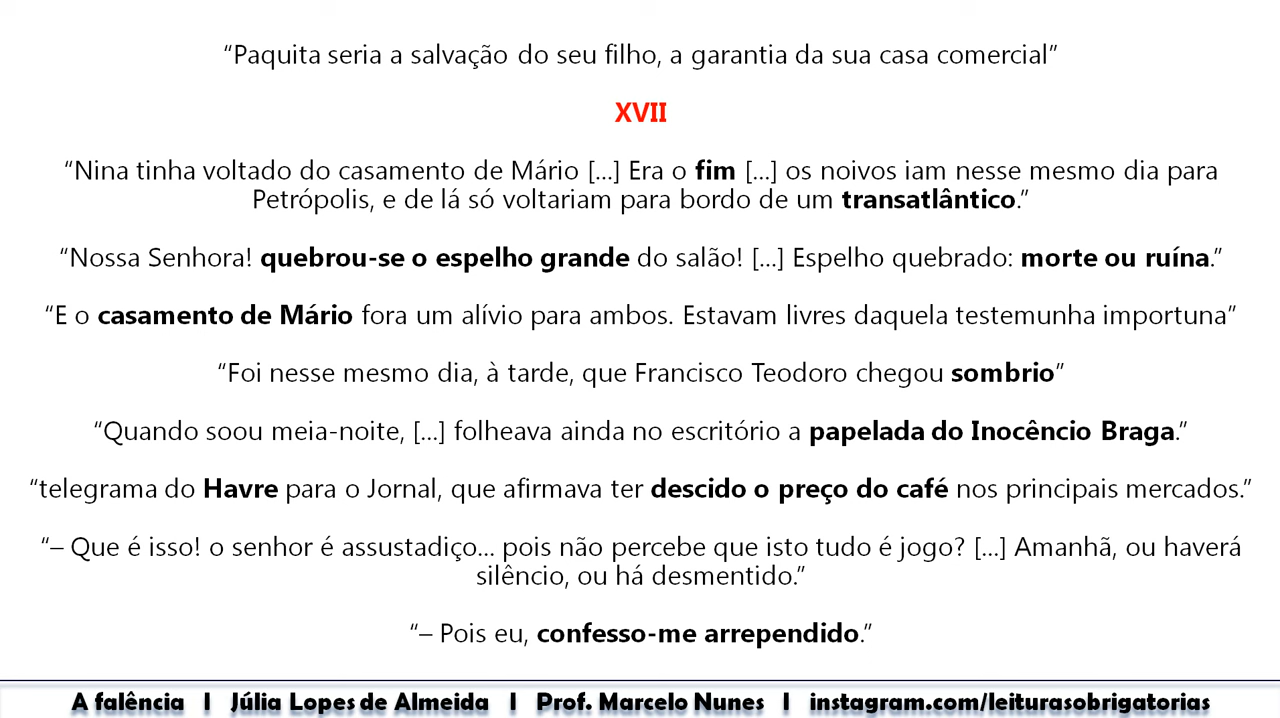 “Paquita seria a salvação do seu filho, a garantia da sua casa comercial”
XVII
“Nina tinha voltado do casamento de Mário [...] Era o fim [...] os noivos iam nesse mesmo dia para
Petrópolis, e de lá só voltariam para bordo de um transatlântico.”
“Nossa Senhora! quebrou-se o espelho grande do salão! [...] Espelho quebrado: morte ou ruína.”
“E o casamento de Mário fora um alívio para ambos. Estavam livres daquela testemunha importuna”
“Foi nesse mesmo dia, à tarde, que Francisco Teodoro chegou sombrio”
“Quando soou meia-noite, [...] folheava ainda no escritório a papelada do Inocêncio Braga.”
“telegrama do Havre para o Jornal, que afirmava ter descido o preço do café nos principais mercados.”
“– Que é isso! o senhor é assustadiço... pois não percebe que isto tudo é jogo? [...] Amanhã, ou haverá
silêncio, ou há desmentido.”
“– Pois eu, confesso-me arrependido.”
A falência I Júlia Lopes de Almeida I Prof. Marcelo Nunes I instagram.com/leiturasobrigatorias